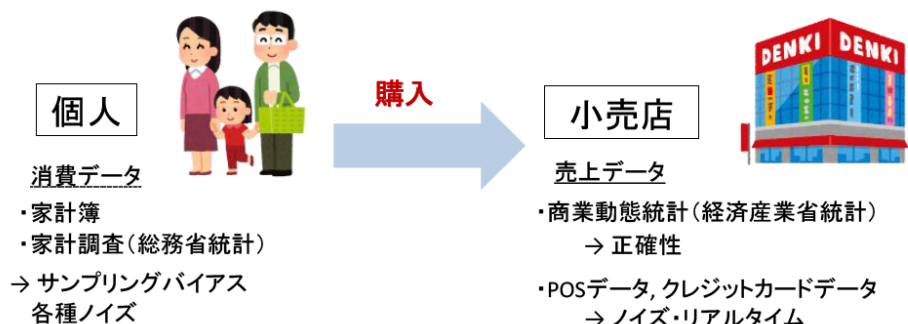 個人
消費データ
・家計簿
・家計調査（総務省統計）
→ サンプリングバイアス
各種ノイズ
購入
DENKI DENKI
小売店
売上データ
・商業動態統計（経済産業省統計）
→ 正確性
・POSデータ, クレジットカードデータ
→ ノイズ・リアルタイム